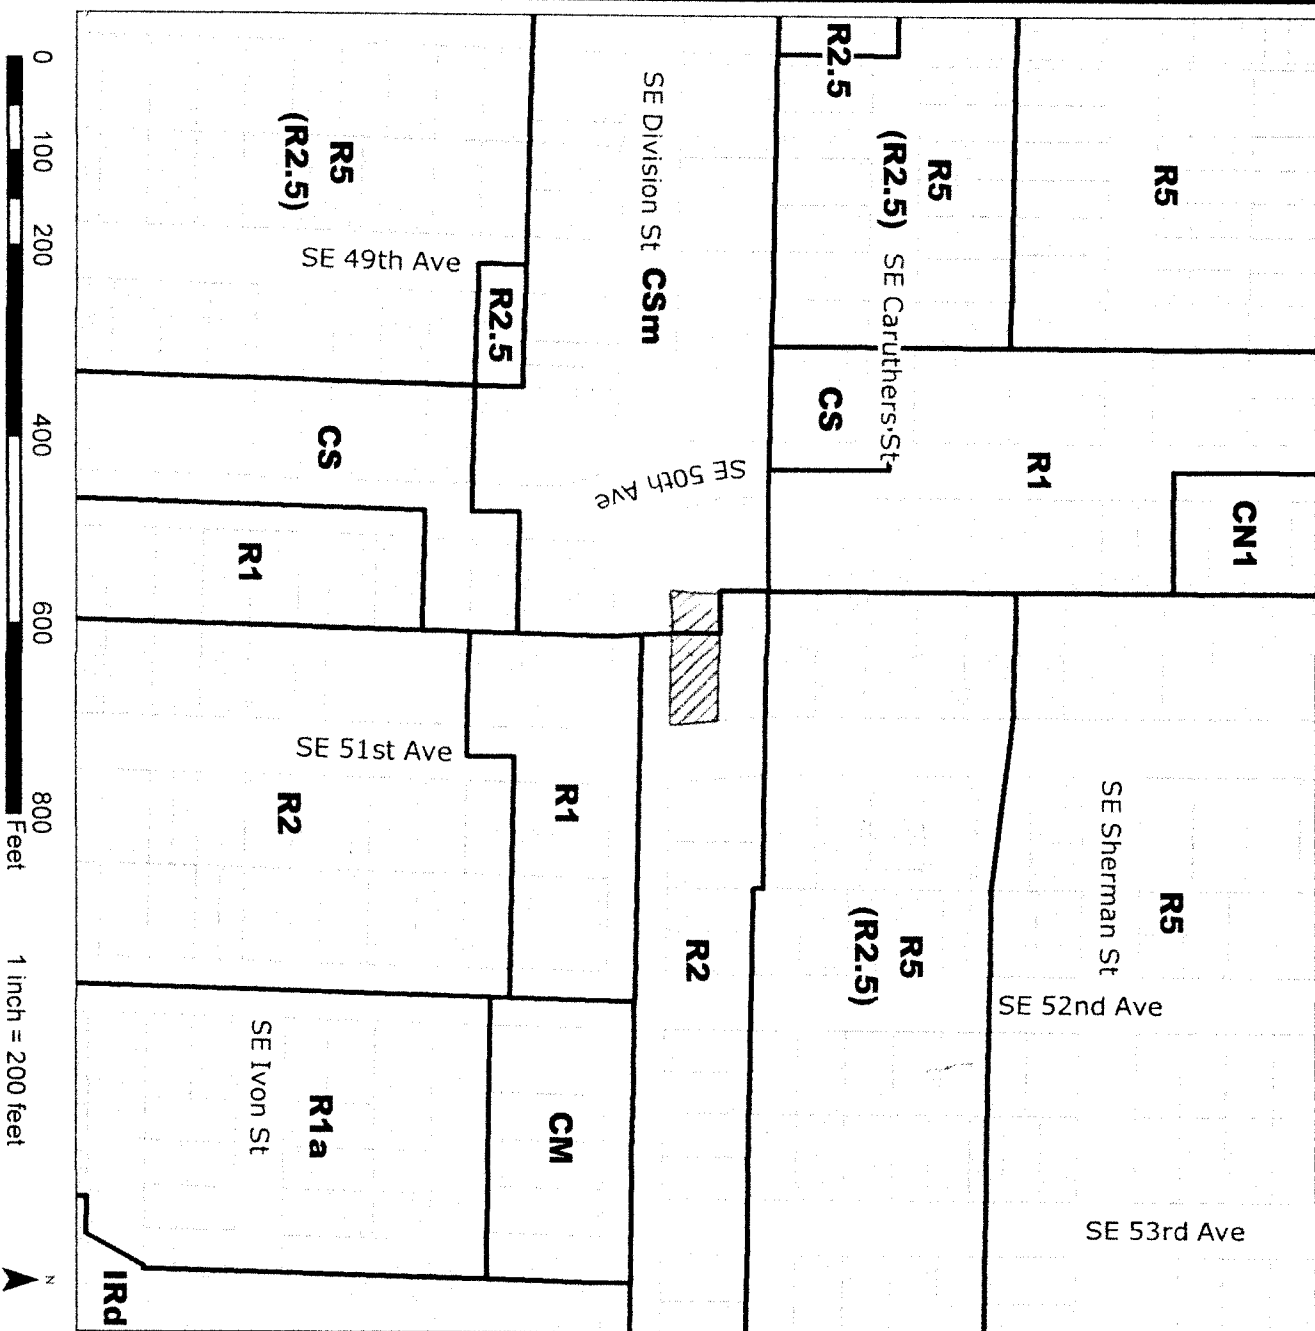 R5
R5
(R2.5)
R2.5
SE Division St CSm
R5
(R2.5)
SE 49th Ave
R2.5
SE Caruthers St
CS
CS
SE 50th Ave
R1
CN1
R1
SE Sherman St
R5
R5
(R2.5)
R2
R1
SE 51st Ave
R2
SE 52nd Ave
CM
R1a
SE Ivon St
SE 53rd Ave
IRd
0 100 200 400 600 800
Feet
1 inch = 200 feet
N